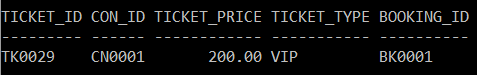 TICKET_ID CON_ID TICKET_PRICE TICKET_TYPE BOOKING_ID
--------- ------ ------------ ----------- ----------
TK0029    CN0001       200.00 VIP         BK0001